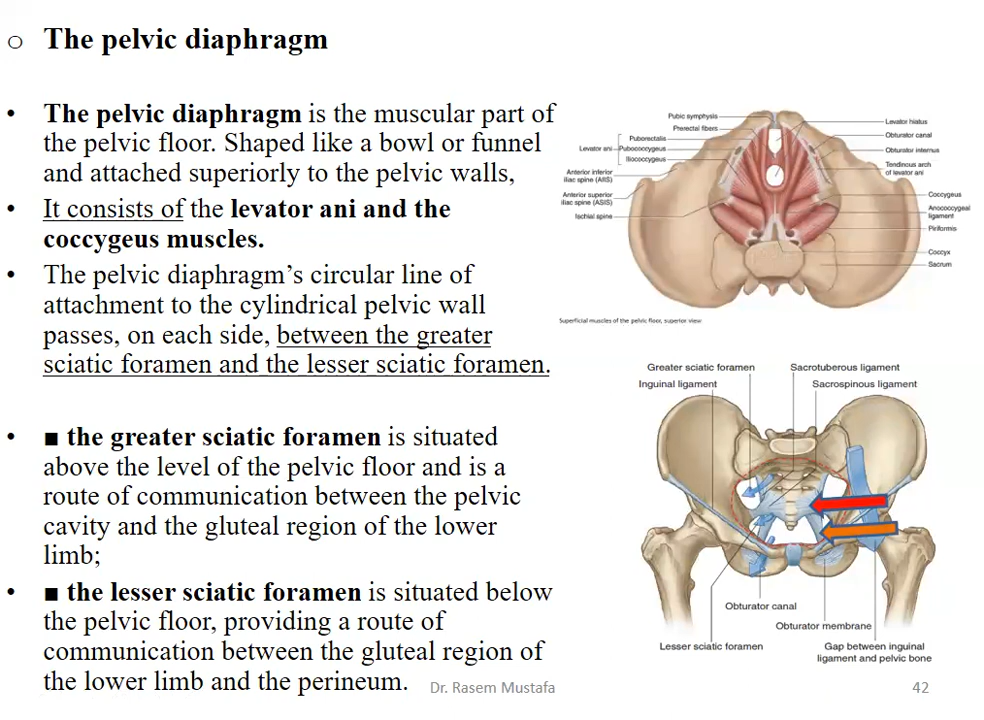 The pelvic diaphragm
The pelvic diaphragm is the muscular part of
the pelvic floor. Shaped like a bowl or funnel
and attached superiorly to the pelvic walls,
It consists of the levator ani and the
coccygeus muscles.
The pelvic diaphragm’s circular line of
attachment to the cylindrical pelvic wall
passes, on each side, between the greater
sciatic foramen and the lesser sciatic foramen.
■ the greater sciatic foramen is situated
above the level of the pelvic floor and is a
route of communication between the pelvic
cavity and the gluteal region of the lower
limb;
■ the lesser sciatic foramen is situated below
the pelvic floor, providing a route of
communication between the gluteal region of
the lower limb and the perineum.
Pubic symphysis
Prerectal fibers
Puborectalis
Levator ani
Pubococcygeus
Iliococcygeus
Anterior inferior
iliac spine (AIIS)
Anterior superior
iliac spine (ASIS)
Ischial spine
Levator hiatus
Obturator canal
Obturator internus
Tendinous arch
of levator ani
Coccygeus
Anococcygeal
ligament
Piriformis
Coccyx
Sacrum
Superficial muscles of the pelvic floor, superior view
Greater sciatic foramen
Sacrotuberous ligament
Inguinal ligament
Sacrospinous ligament
Obturator canal
Obturator membrane
Lesser sciatic foramen
Gap between inguinal
ligament and pelvic bone
Dr. Rasem Mustafa
42